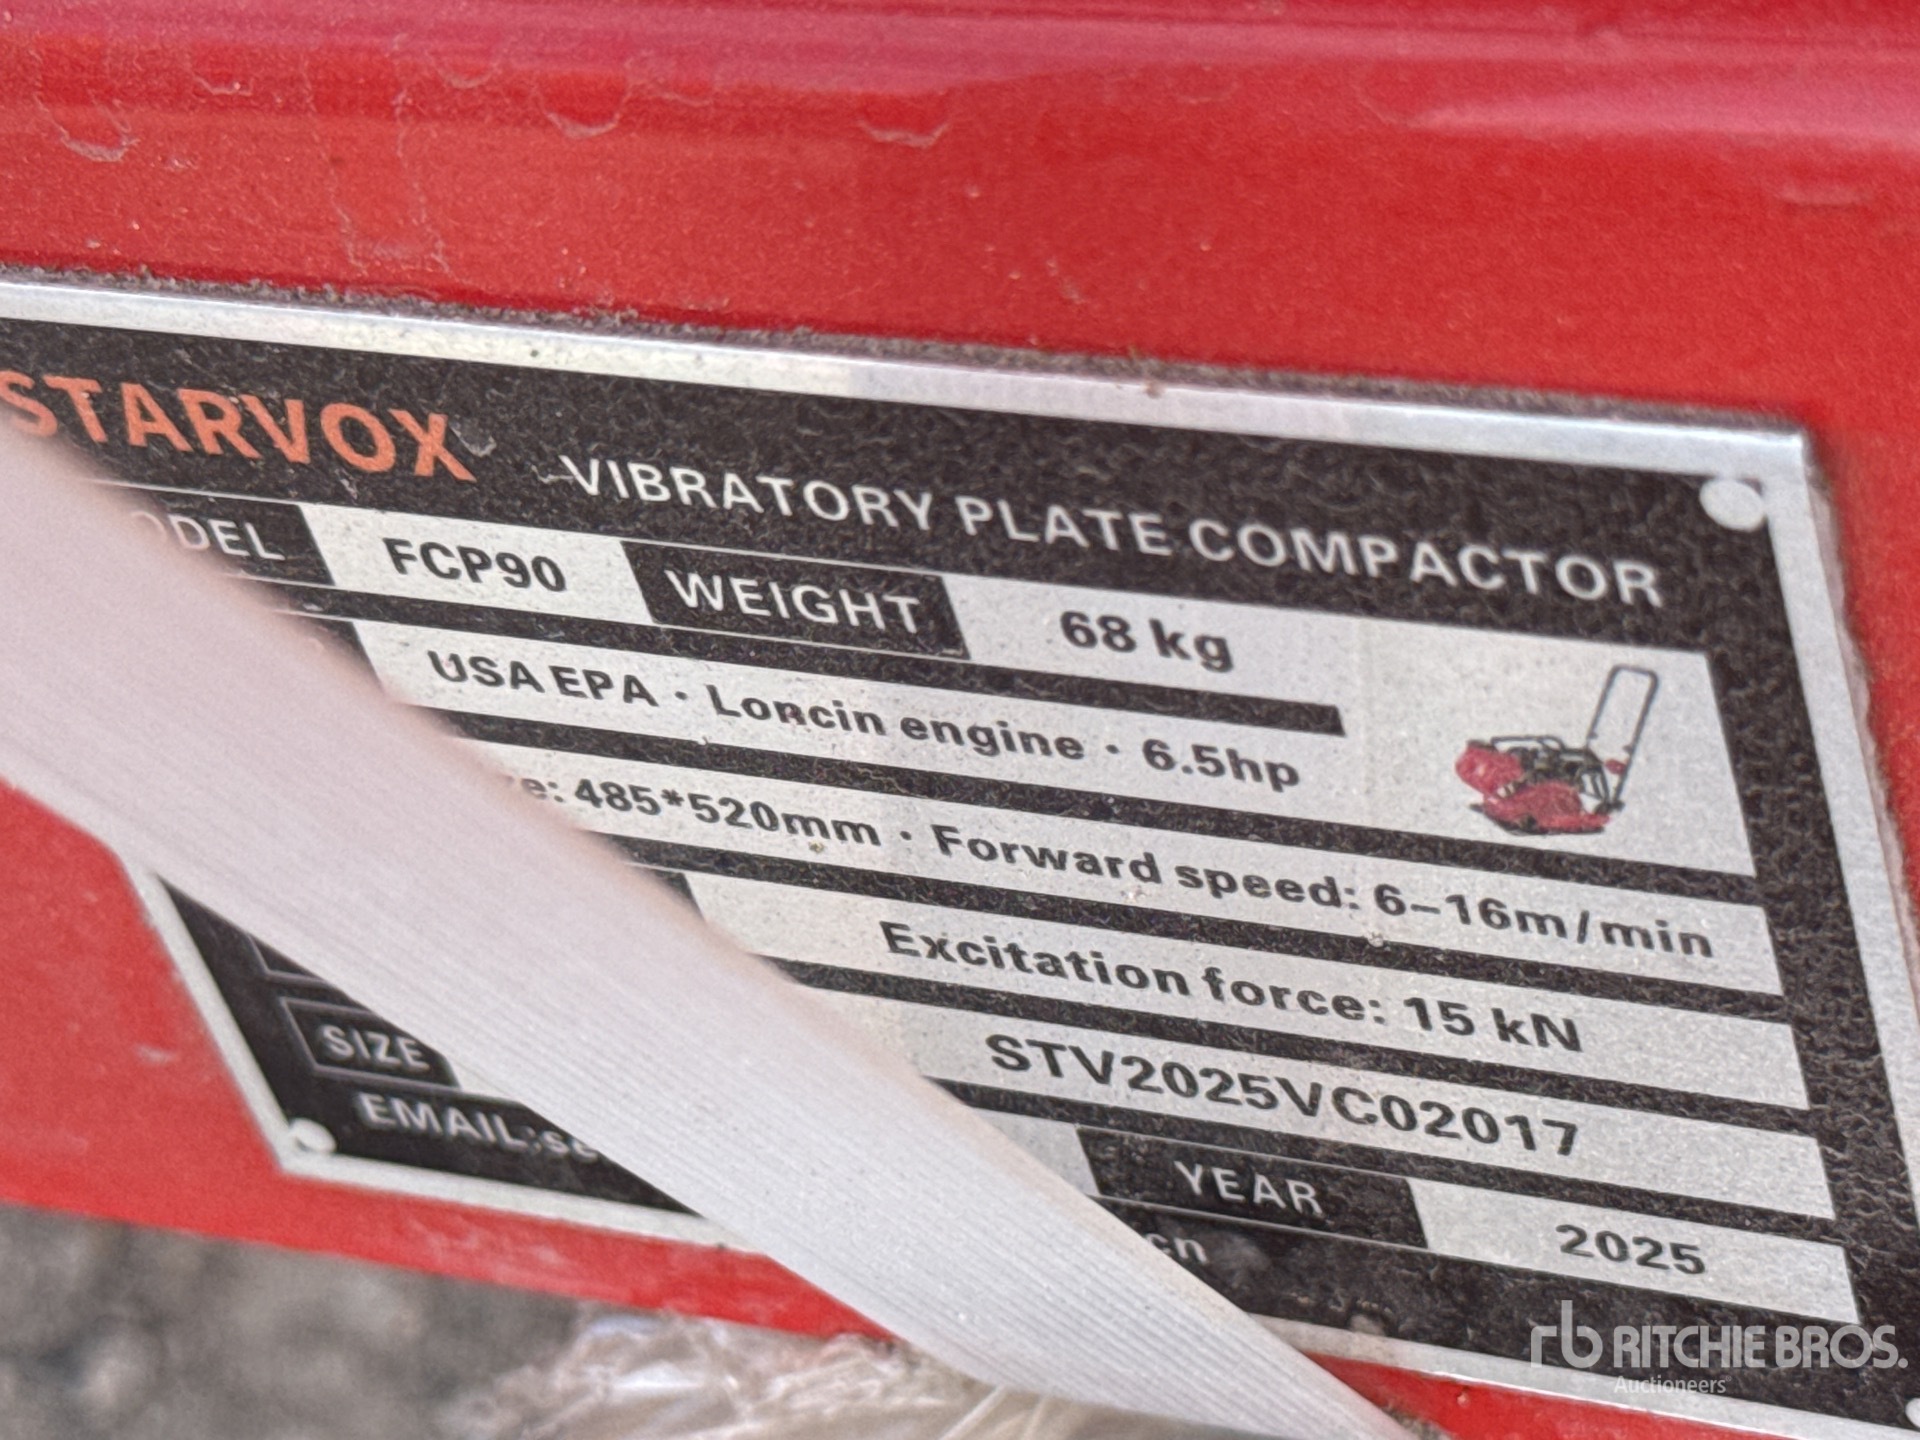 STARVOX VIBRATORY PLATE COMPACTOR
FCP90 WEIGHT 68 kg
USA EPA · Loncin engine · 6.5hp
485*520mm · Forward speed: 6–16m/min
Excitation force: 15 kN
STV2025VC02017
SIZE YEAR 2025
EMAIL:
rb RITCHIE BROS.
Auctioneers